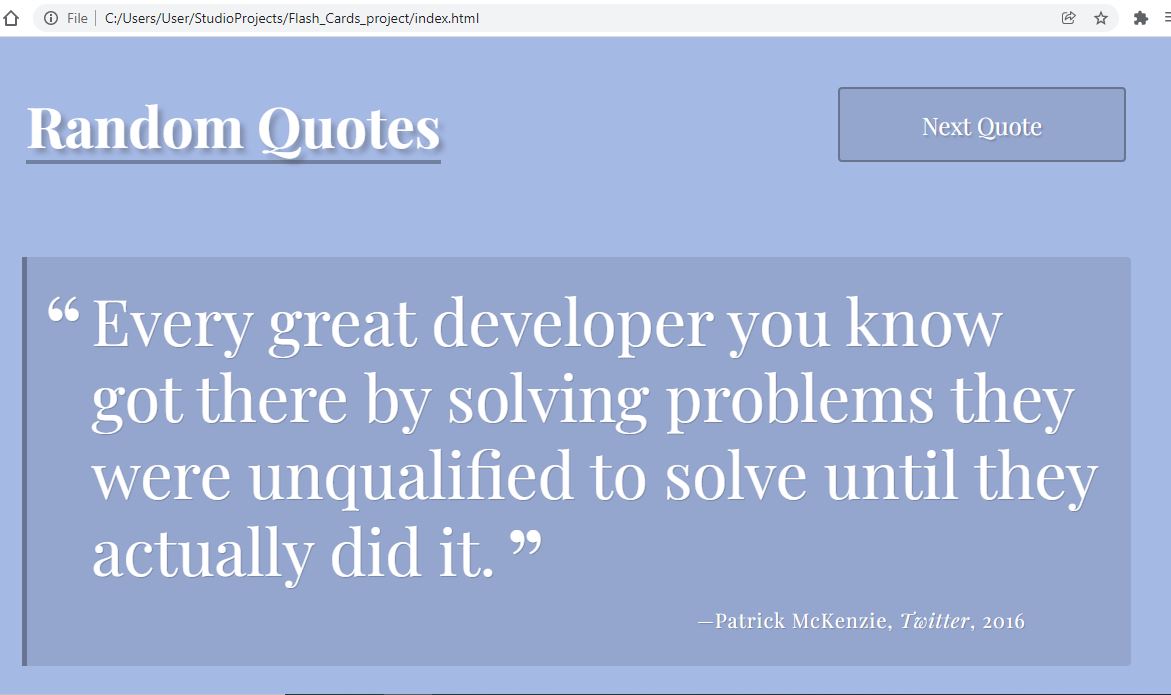 File C:/Users/User/StudioProjects/Flash_Cards_project/index.html
Random Quotes
Next Quote
“ Every great developer you know
got there by solving problems they
were unqualified to solve until they
actually did it. ”
—Patrick McKenzie, Twitter, 2016